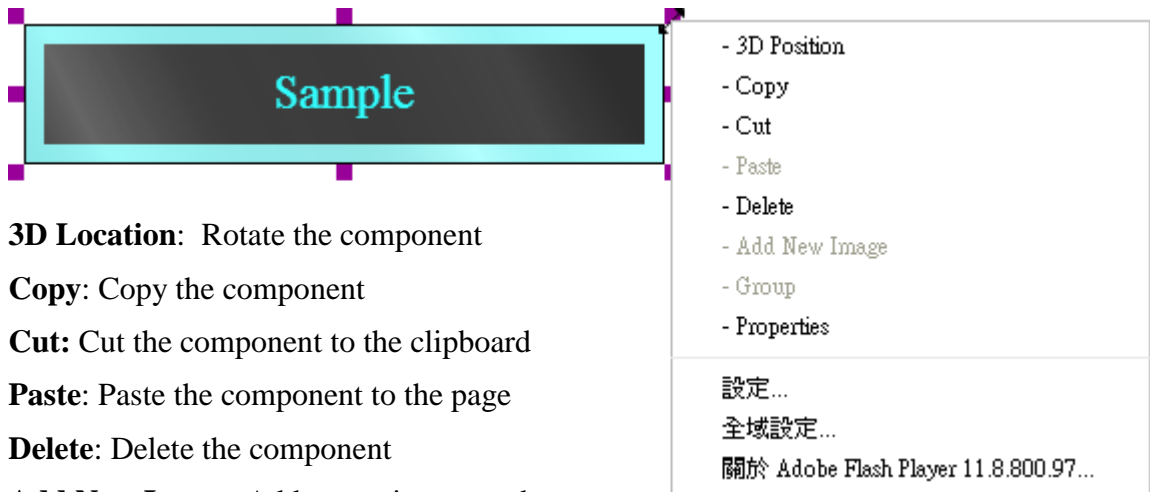 Sample
- 3D Position
- Copy
- Cut
- Paste
- Delete
- Add New Image
- Group
- Properties
設定...
全域設定...
關於 Adobe Flash Player 11.8.800.97...
3D Location:  Rotate the component
Copy: Copy the component
Cut: Cut the component to the clipboard
Paste: Paste the component to the page
Delete: Delete the component